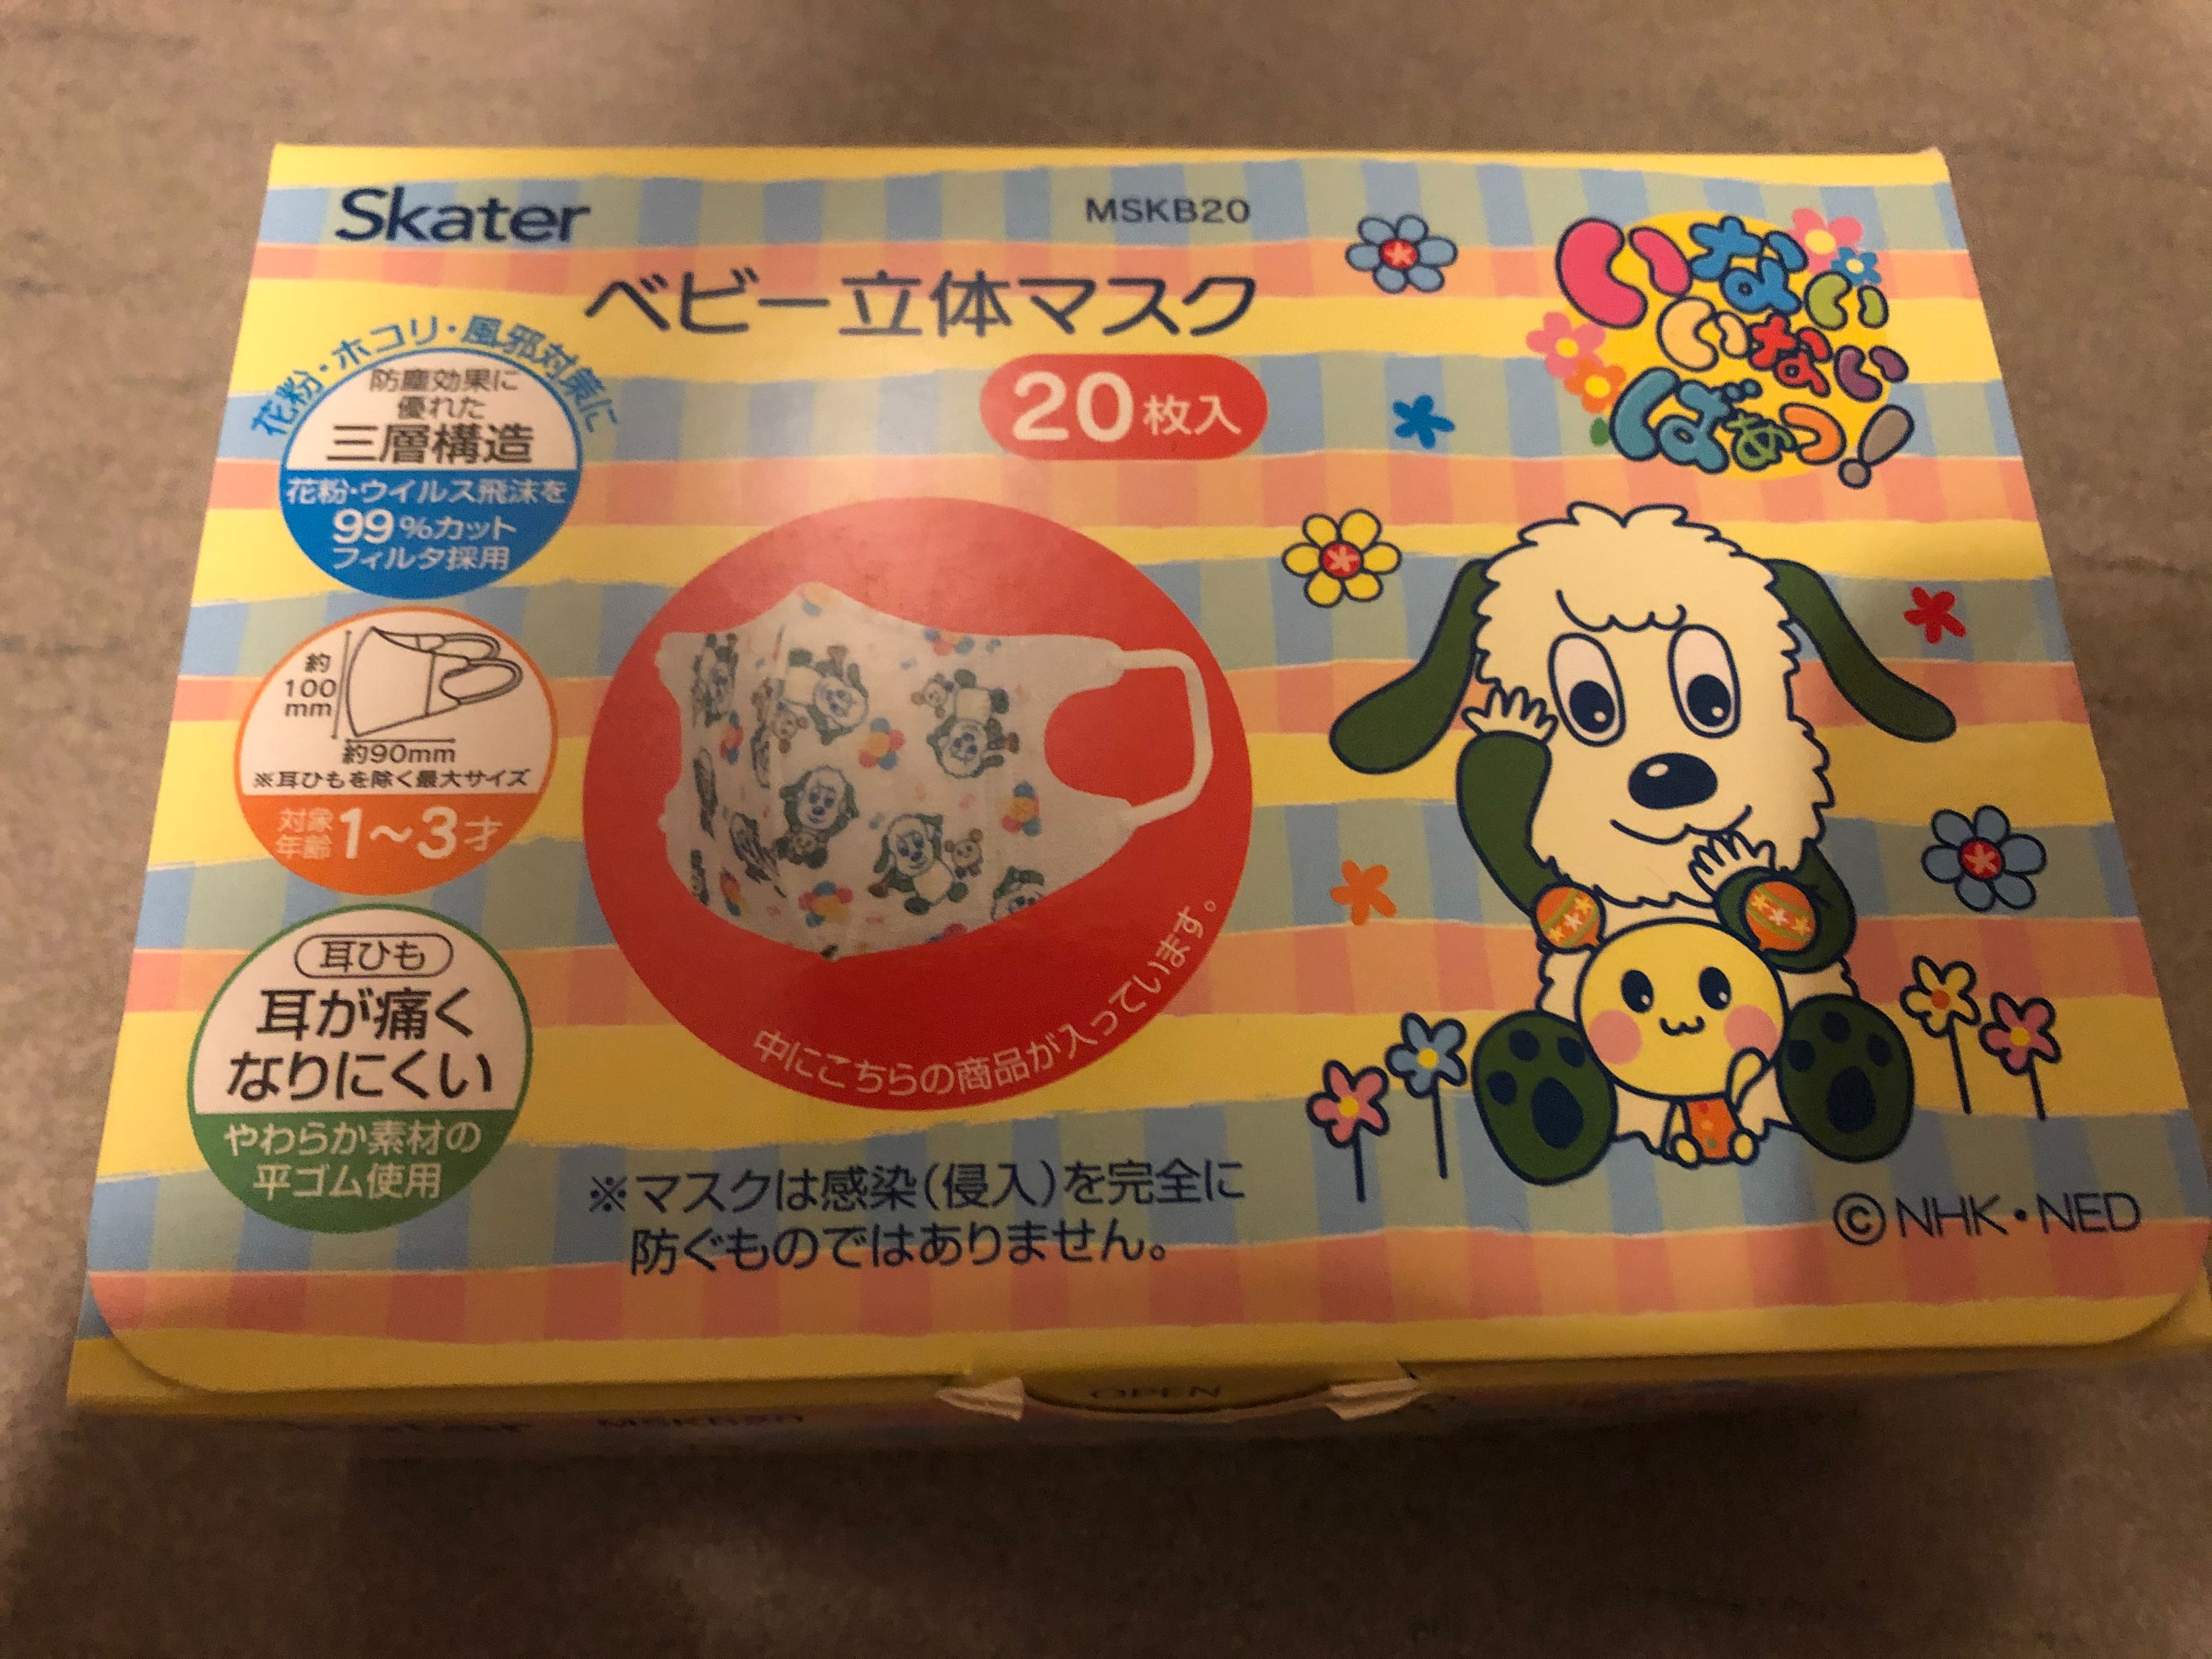 Skater
MSKB20
ベビー立体マスク
20枚入
いない
いない
ばあっ!
花粉・ホコリ・風邪対策に
防塵効果に
優れた
三層構造
花粉・ウイルス飛沫を
99%カット
フィルタ採用
約
100
mm
約90mm
※耳ひもを除く最大サイズ
対象
年齢
1～3才
耳ひも
耳が痛く
なりにくい
やわらか素材の
平ゴム使用
中にこちらの商品が入っています。
※マスクは感染(侵入)を完全に
防ぐものではありません。
©NHK・NED
OPEN
MSKB20